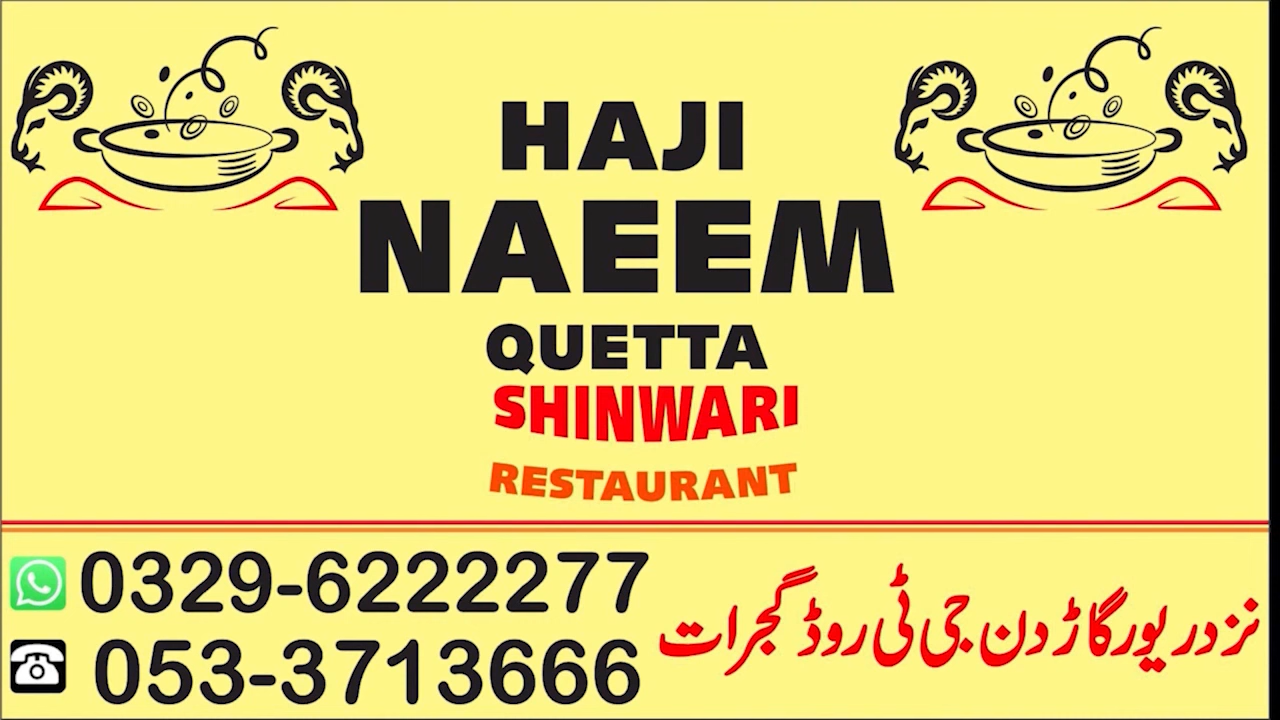 HAJI
NAEEM
QUETTA
SHINWARI
RESTAURANT
0329-6222277
053-3713666
نزد ریور گارڈن جی ٹی روڈ گجرات